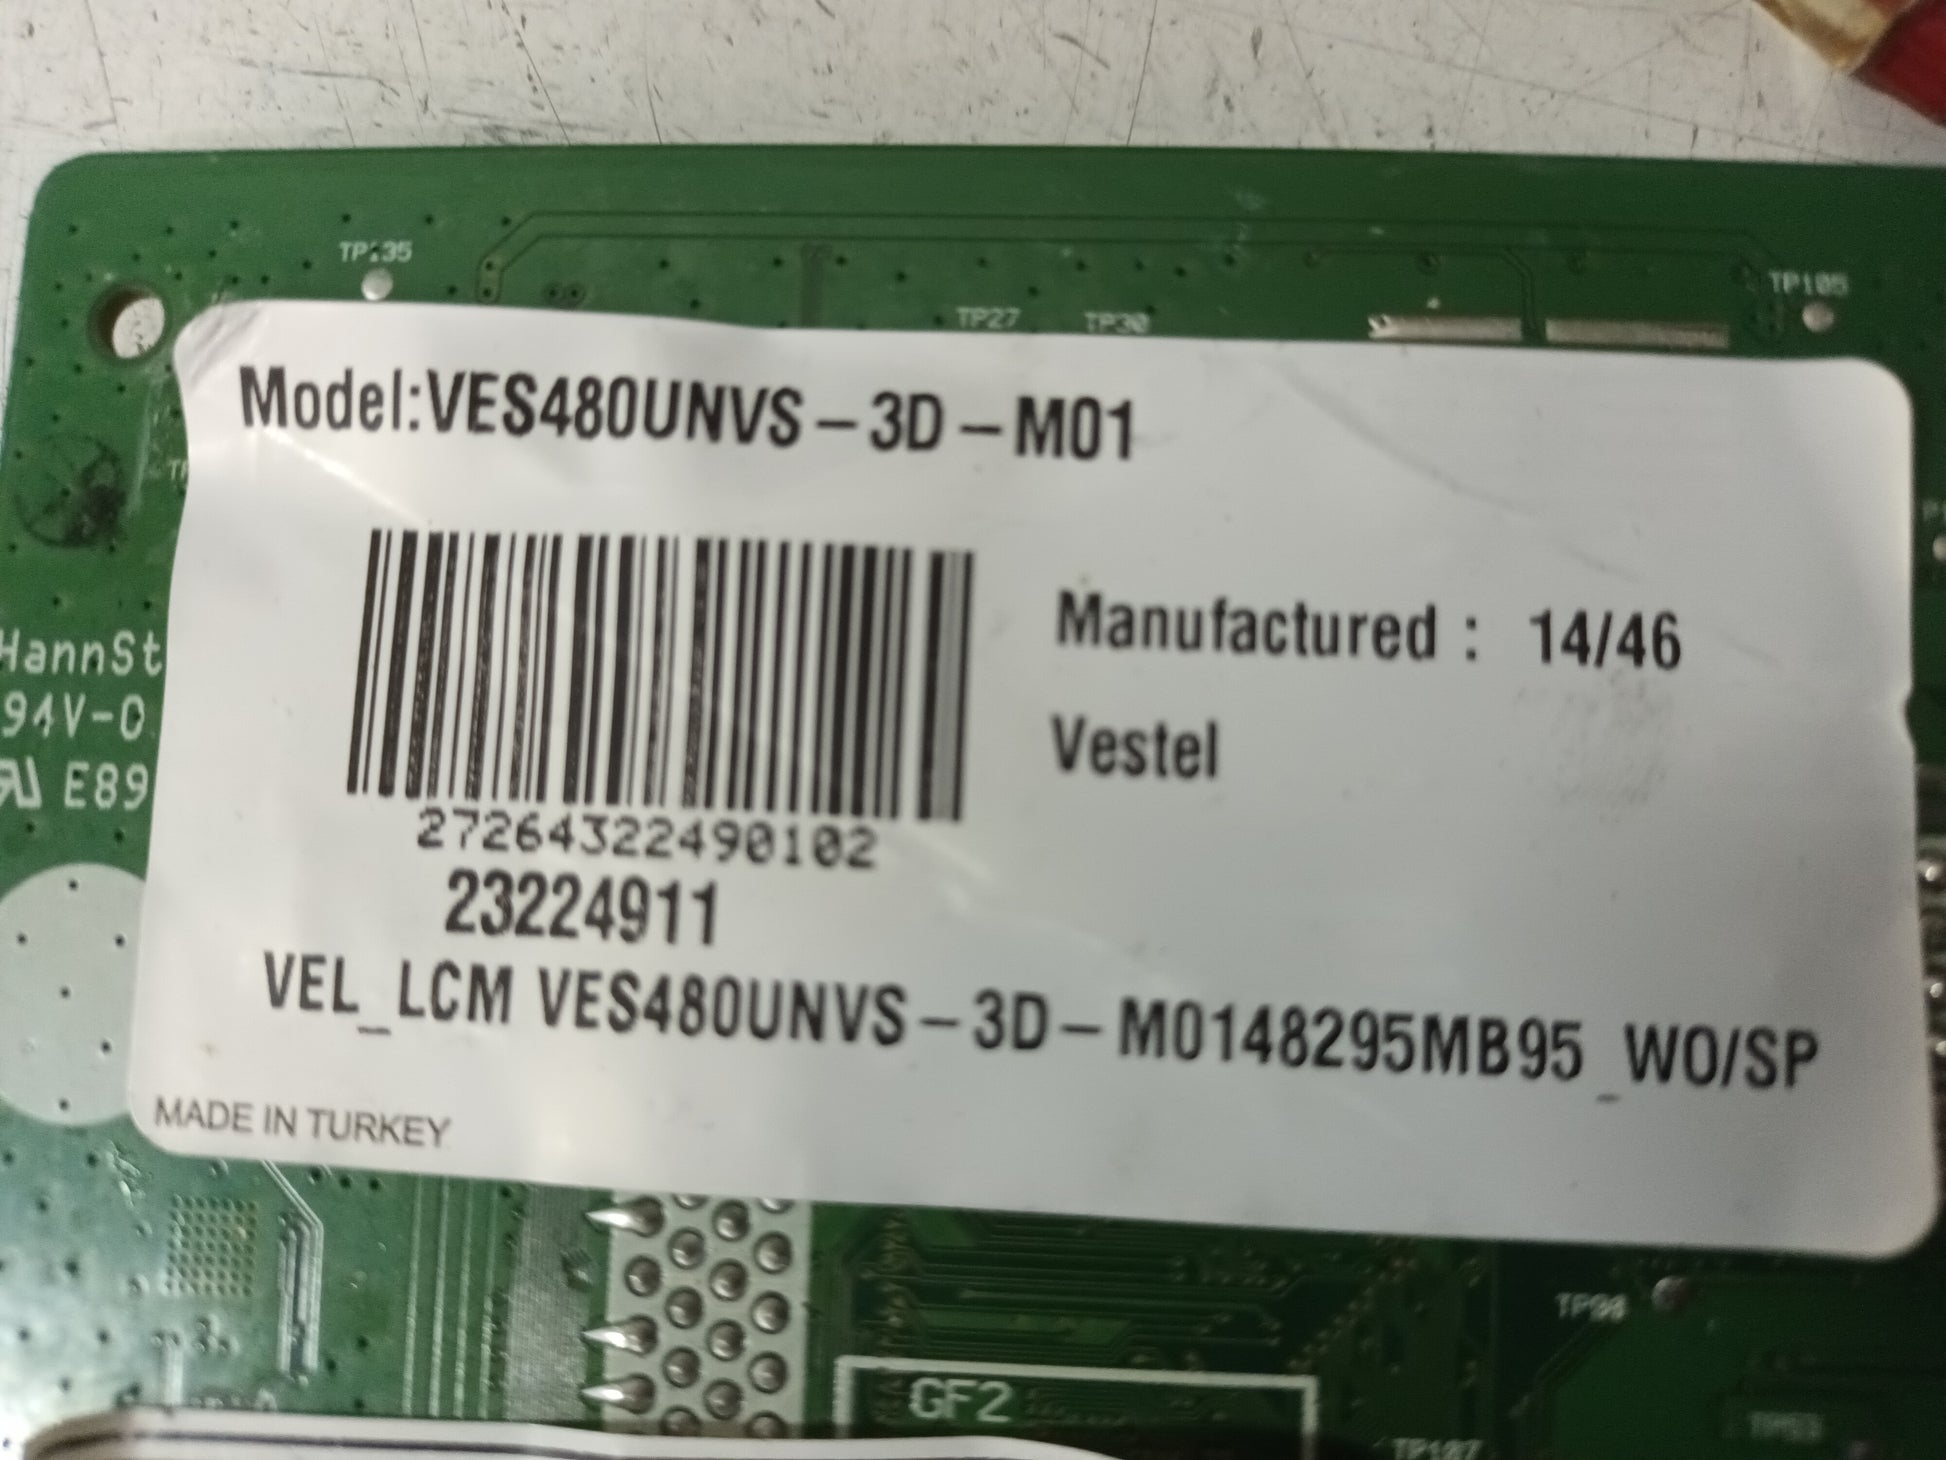 TP135
TP105
TP27 TP30
Model:VES480UNVS-3D-M01
Manufactured : 14/46
HannSt
94V-0
Vestel
E89
27264322490102
23224911
VEL_LCM VES480UNVS-3D-M0148295MB95_WO/SP
MADE IN TURKEY
TP98
GF2
TP107